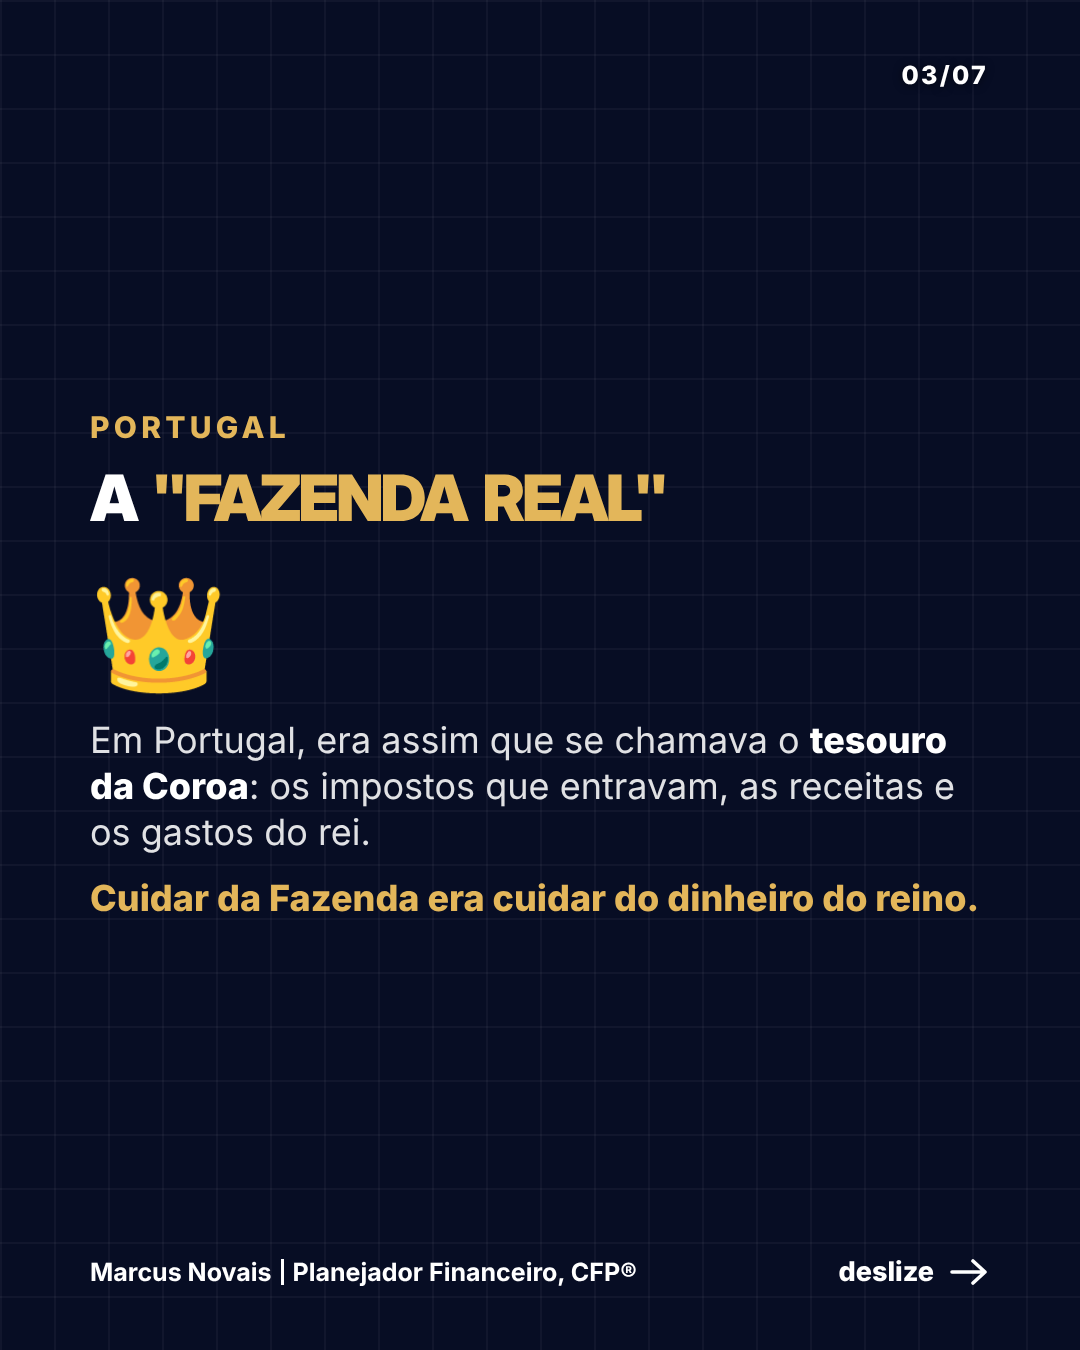 03/07
PORTUGAL
A "FAZENDA REAL"
Em Portugal, era assim que se chamava o tesouro
da Coroa: os impostos que entravam, as receitas e
os gastos do rei.
Cuidar da Fazenda era cuidar do dinheiro do reino.
Marcus Novais | Planejador Financeiro, CFP®
deslize →